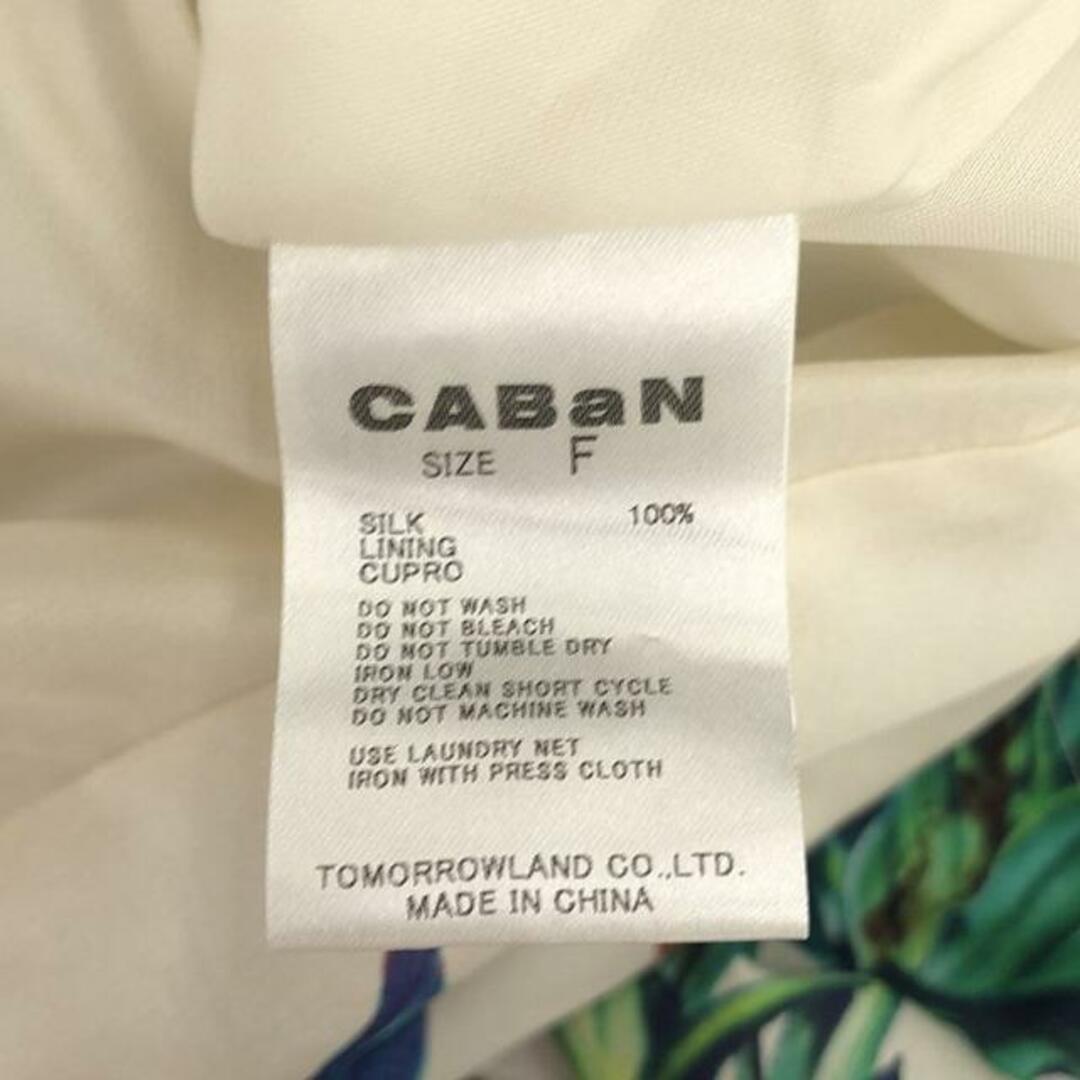 CABaN
SIZE F
SILK 100%
LINING
CUPRO
DO NOT WASH
DO NOT BLEACH
DO NOT TUMBLE DRY
IRON LOW
DRY CLEAN SHORT CYCLE
DO NOT MACHINE WASH
USE LAUNDRY NET
IRON WITH PRESS CLOTH
TOMORROWLAND CO.,LTD.
MADE IN CHINA